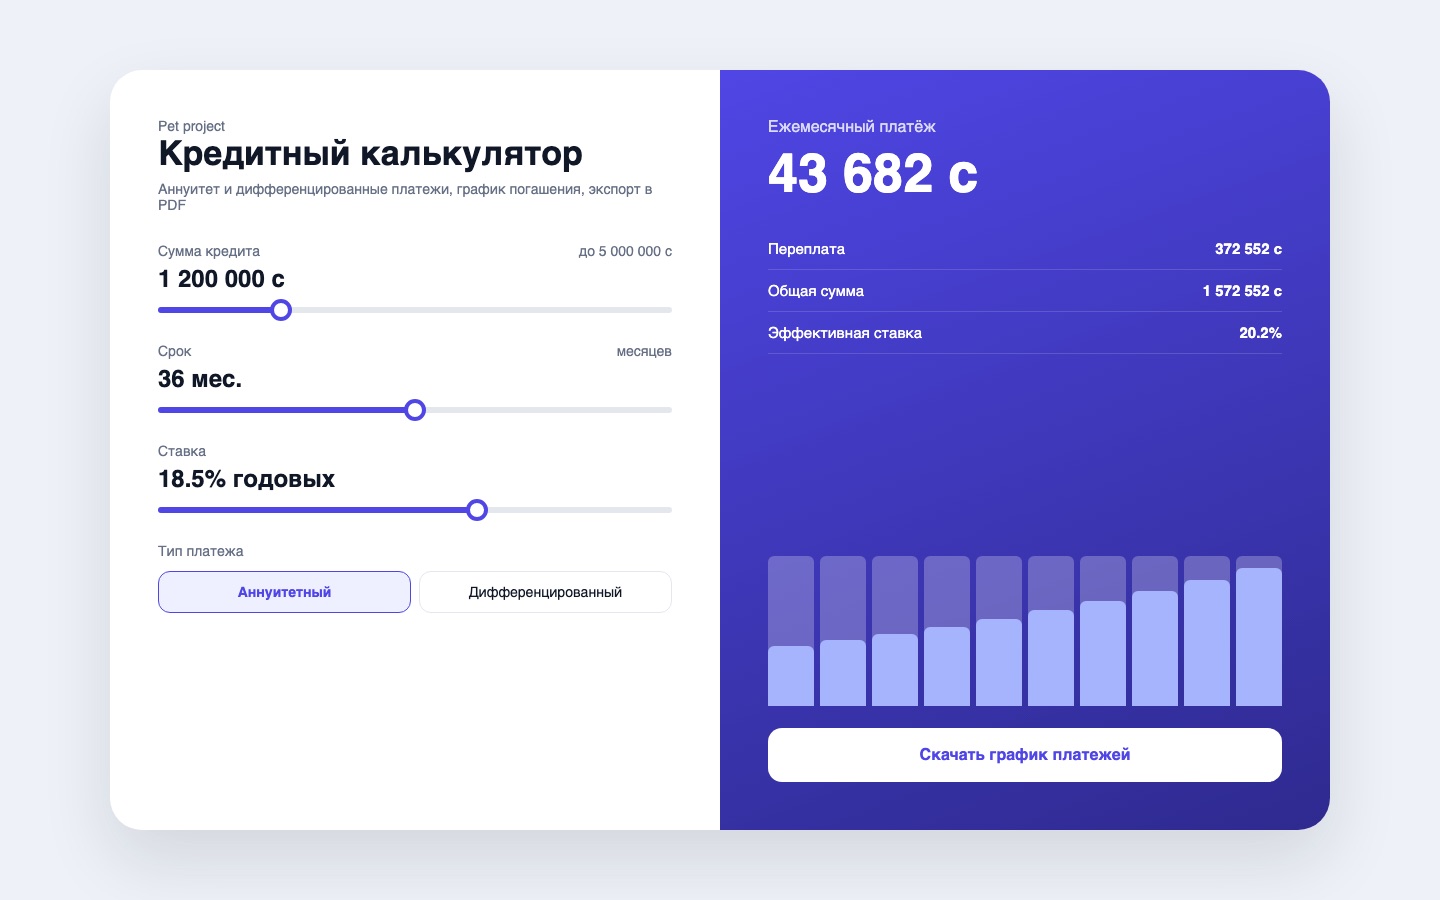 Pet project
Кредитный калькулятор
Аннуитет и дифференцированные платежи, график погашения, экспорт в
PDF
Сумма кредита
до 5 000 000 с
1 200 000 с
Срок
месяцев
36 мес.
Ставка
18.5% годовых
Тип платежа
Аннуитетный
Дифференцированный
Ежемесячный платёж
43 682 с
Переплата
372 552 с
Общая сумма
1 572 552 с
Эффективная ставка
20.2%
Скачать график платежей